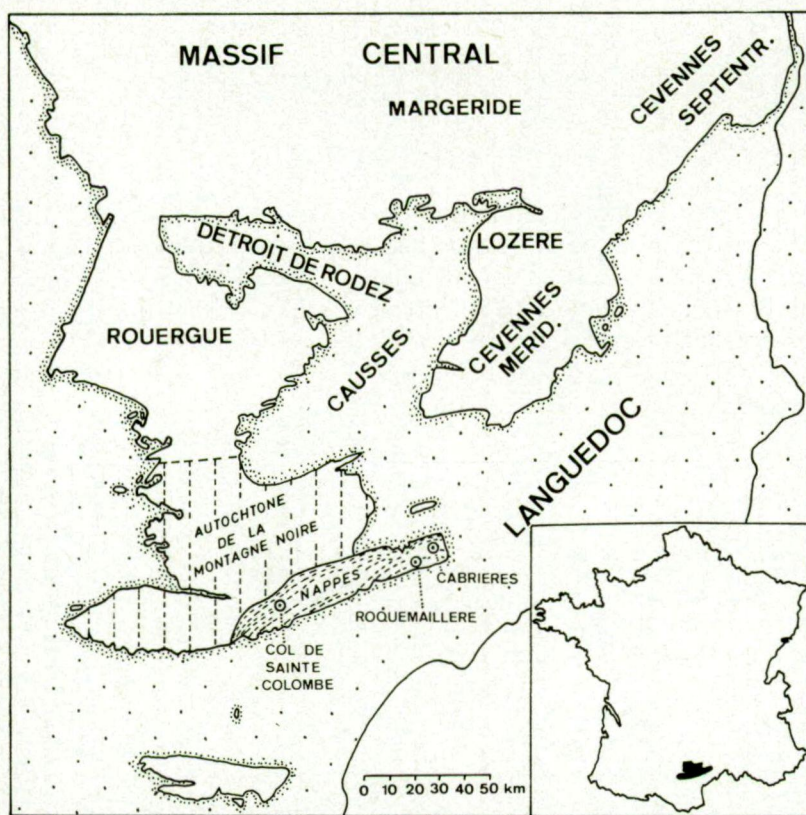 MASSIF CENTRAL
MARGERIDE
CEVENNES
SEPTENTR.
DETROIT DE RODEZ
LOZERE
ROUERGUE
CAUSSES
CEVENNES
MERID.
LANGUEDOC
AUTOCHTONE
DE LA
MONTAGNE NOIRE
NAPPES
CABRIERES
ROQUEMAILLERE
COL DE
SAINTE
COLOMBE
0 10 20 30 40 50 km